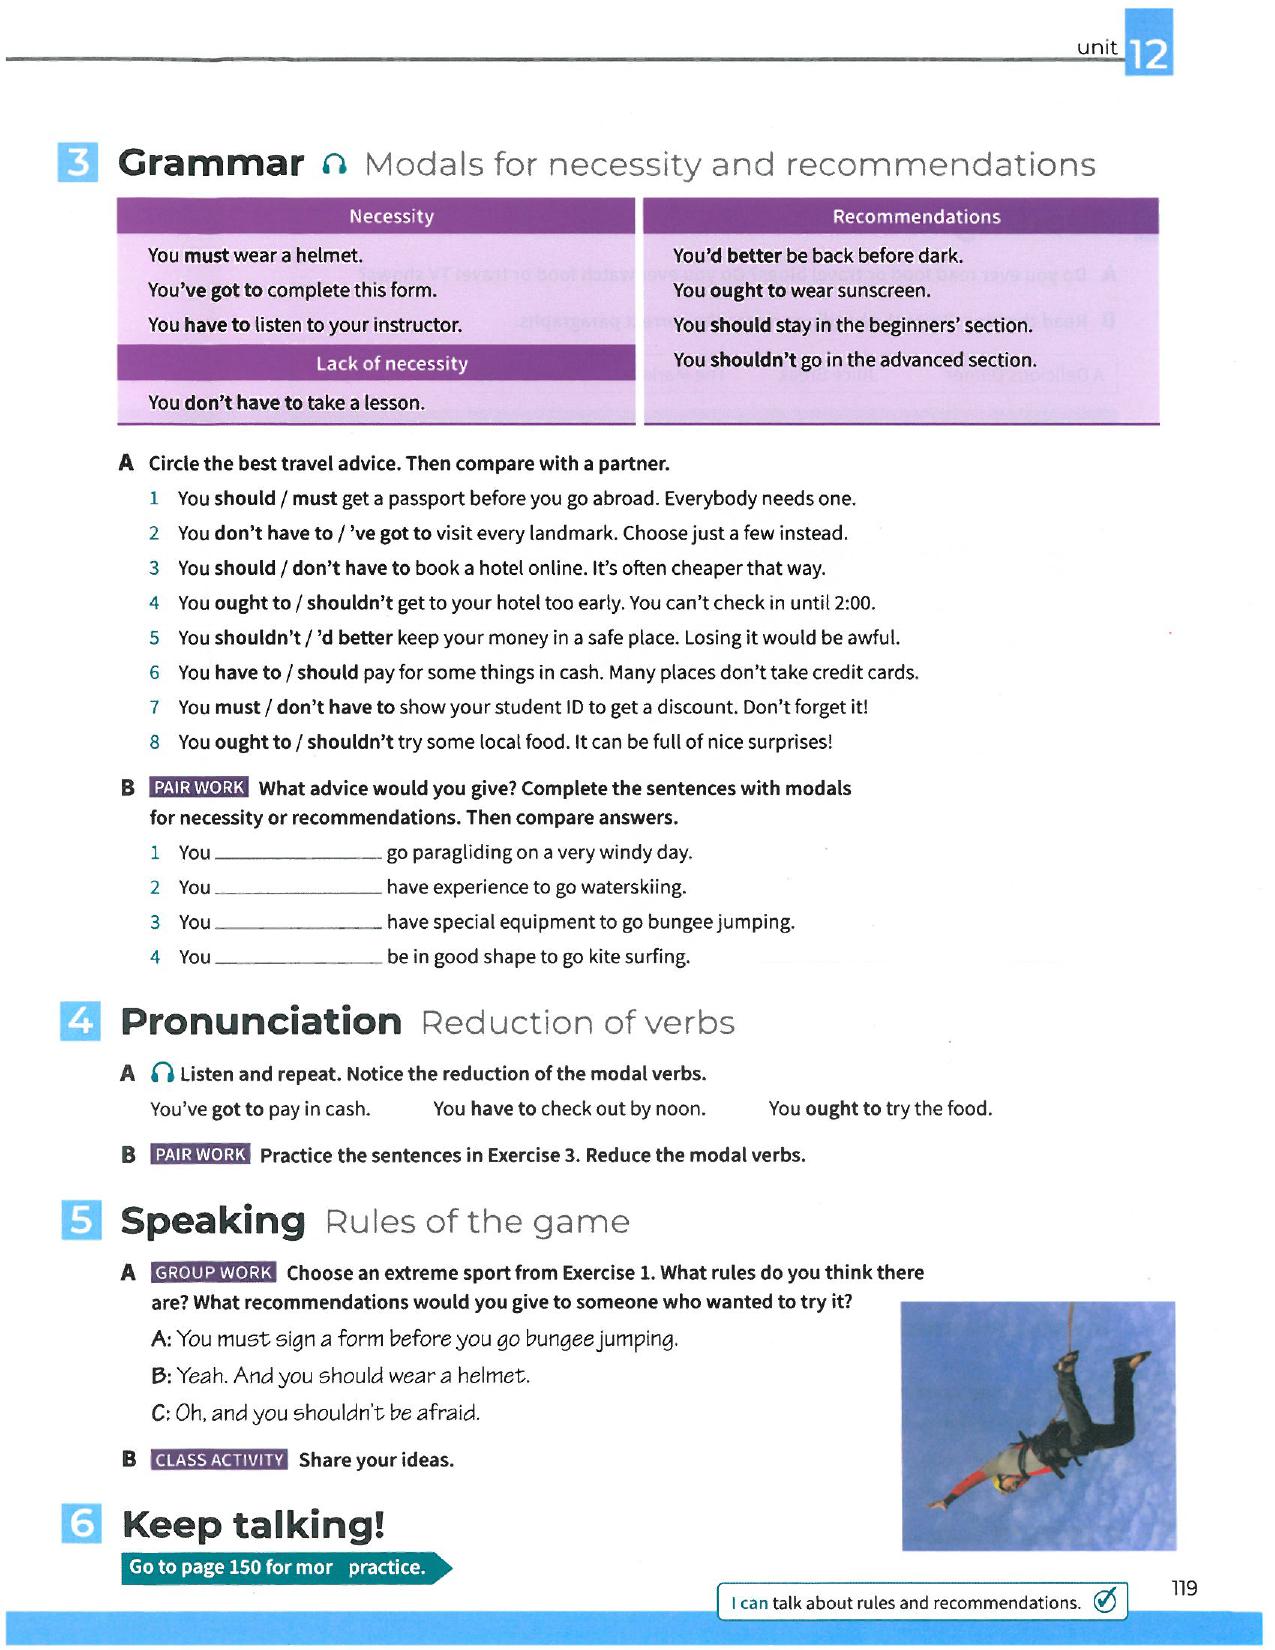 unit 12
3 Grammar Modals for necessity and recommendations
Necessity
You must wear a helmet.
You've got to complete this form.
You have to listen to your instructor.
Lack of necessity
You don't have to take a lesson.
Recommendations
You'd better be back before dark.
You ought to wear sunscreen.
You should stay in the beginners' section.
You shouldn't go in the advanced section.
A Circle the best travel advice. Then compare with a partner.
1 You should / must get a passport before you go abroad. Everybody needs one.
2 You don't have to / 've got to visit every landmark. Choose just a few instead.
3 You should / don't have to book a hotel online. It's often cheaper that way.
4 You ought to / shouldn't get to your hotel too early. You can't check in until 2:00.
5 You shouldn't / 'd better keep your money in a safe place. Losing it would be awful.
6 You have to / should pay for some things in cash. Many places don't take credit cards.
7 You must / don't have to show your student ID to get a discount. Don't forget it!
8 You ought to / shouldn't try some local food. It can be full of nice surprises!
B PAIR WORK What advice would you give? Complete the sentences with modals
for necessity or recommendations. Then compare answers.
1 You ________________ go paragliding on a very windy day.
2 You ________________ have experience to go waterskiing.
3 You ________________ have special equipment to go bungee jumping.
4 You ________________ be in good shape to go kite surfing.
4 Pronunciation Reduction of verbs
A Listen and repeat. Notice the reduction of the modal verbs.
You've got to pay in cash. You have to check out by noon. You ought to try the food.
B PAIR WORK Practice the sentences in Exercise 3. Reduce the modal verbs.
5 Speaking Rules of the game
A GROUP WORK Choose an extreme sport from Exercise 1. What rules do you think there
are? What recommendations would you give to someone who wanted to try it?
A: You must sign a form before you go bungee jumping.
B: Yeah. And you should wear a helmet.
C: Oh, and you shouldn't be afraid.
B CLASS ACTIVITY Share your ideas.
6 Keep talking!
Go to page 150 for mor practice.
I can talk about rules and recommendations.
119